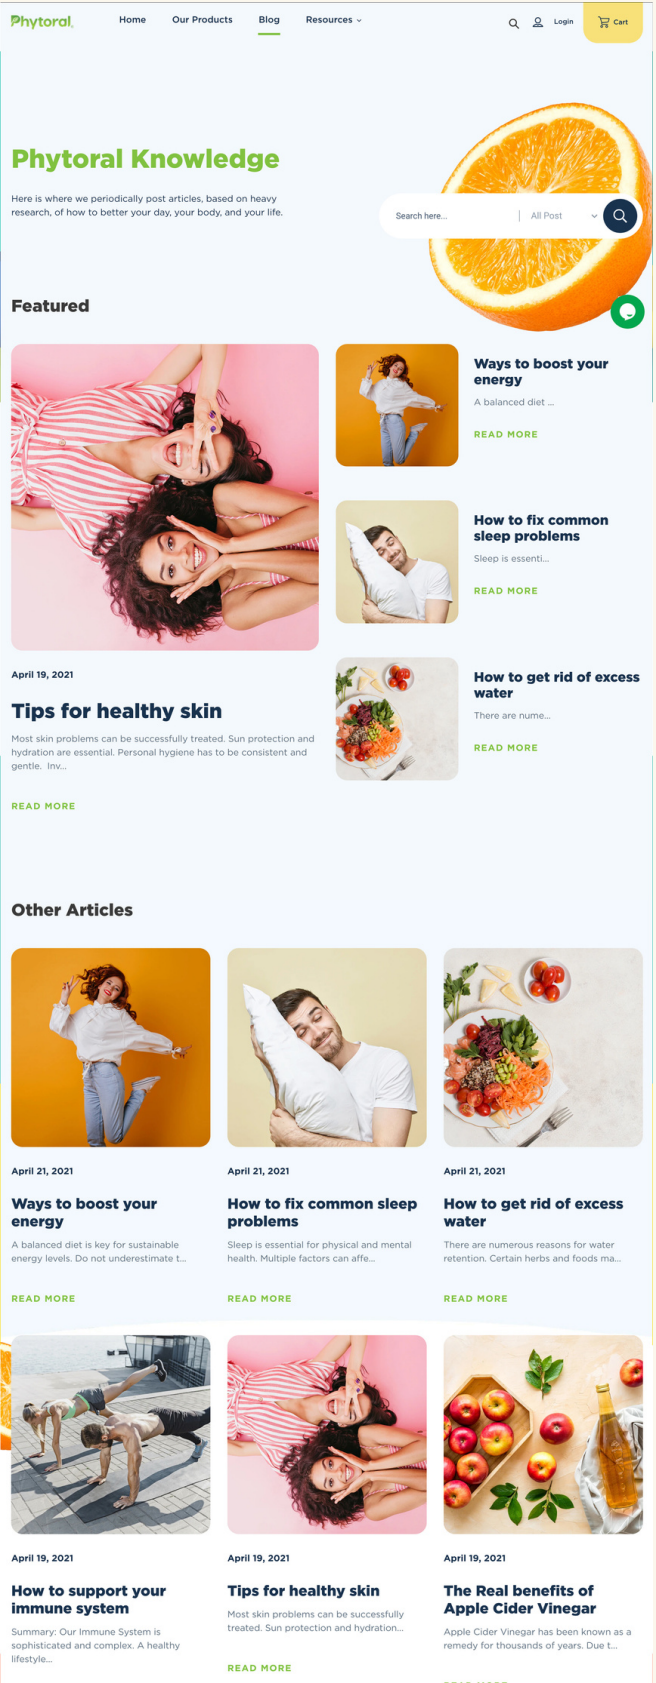 Phytoral.
Home
Our Products
Blog
Resources
Login
Cart
Phytoral Knowledge
Here is where we periodically post articles, based on heavy
research, of how to better your day, your body, and your life.
Search here...
All Post
Featured
April 19, 2021
Tips for healthy skin
Most skin problems can be successfully treated. Sun protection and
hydration are essential. Personal hygiene has to be consistent and
gentle.  Inv...
READ MORE
Ways to boost your
energy
A balanced diet ...
READ MORE
How to fix common
sleep problems
Sleep is essenti...
READ MORE
How to get rid of excess
water
There are nume...
READ MORE
Other Articles
April 21, 2021
Ways to boost your
energy
A balanced diet is key for sustainable
energy levels. Do not underestimate t...
READ MORE
April 21, 2021
How to fix common sleep
problems
Sleep is essential for physical and mental
health. Multiple factors can affe...
READ MORE
April 21, 2021
How to get rid of excess
water
There are numerous reasons for water
retention. Certain herbs and foods ma...
READ MORE
April 19, 2021
How to support your
immune system
Summary: Our Immune System is
sophisticated and complex. A healthy
lifestyle...
April 19, 2021
Tips for healthy skin
Most skin problems can be successfully
treated. Sun protection and hydration...
READ MORE
April 19, 2021
The Real benefits of
Apple Cider Vinegar
Apple Cider Vinegar has been known as a
remedy for thousands of years. Due t...